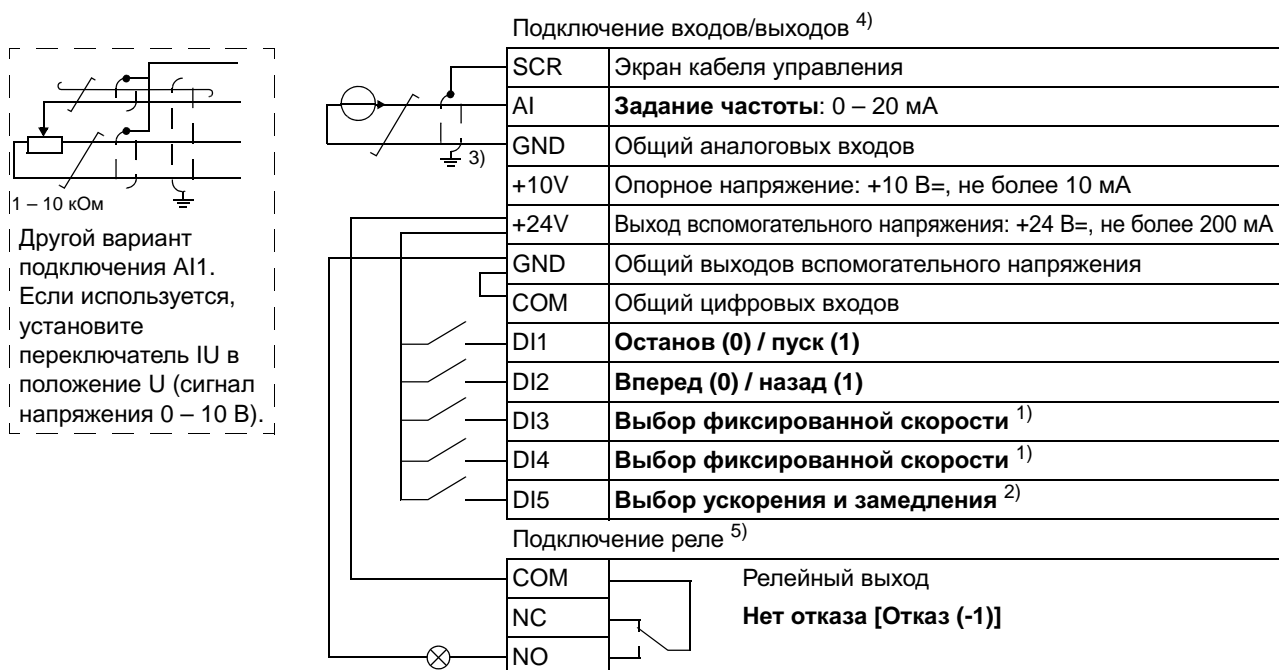 Подключение входов/выходов 4)
SCR Экран кабеля управления
AI Задание частоты: 0 – 20 мА
GND Общий аналоговых входов
3)
+10V Опорное напряжение: +10 В=, не более 10 мА
+24V Выход вспомогательного напряжения: +24 В=, не более 200 мА
GND Общий выходов вспомогательного напряжения
COM Общий цифровых входов
DI1 Останов (0) / пуск (1)
DI2 Вперед (0) / назад (1)
DI3 Выбор фиксированной скорости 1)
DI4 Выбор фиксированной скорости 1)
DI5 Выбор ускорения и замедления 2)
1 – 10 кОм
Другой вариант
подключения AI1.
Если используется,
установите
переключатель IU в
положение U (сигнал
напряжения 0 – 10 В).
Подключение реле 5)
COM Релейный выход
NC Нет отказа [Отказ (-1)]
NO